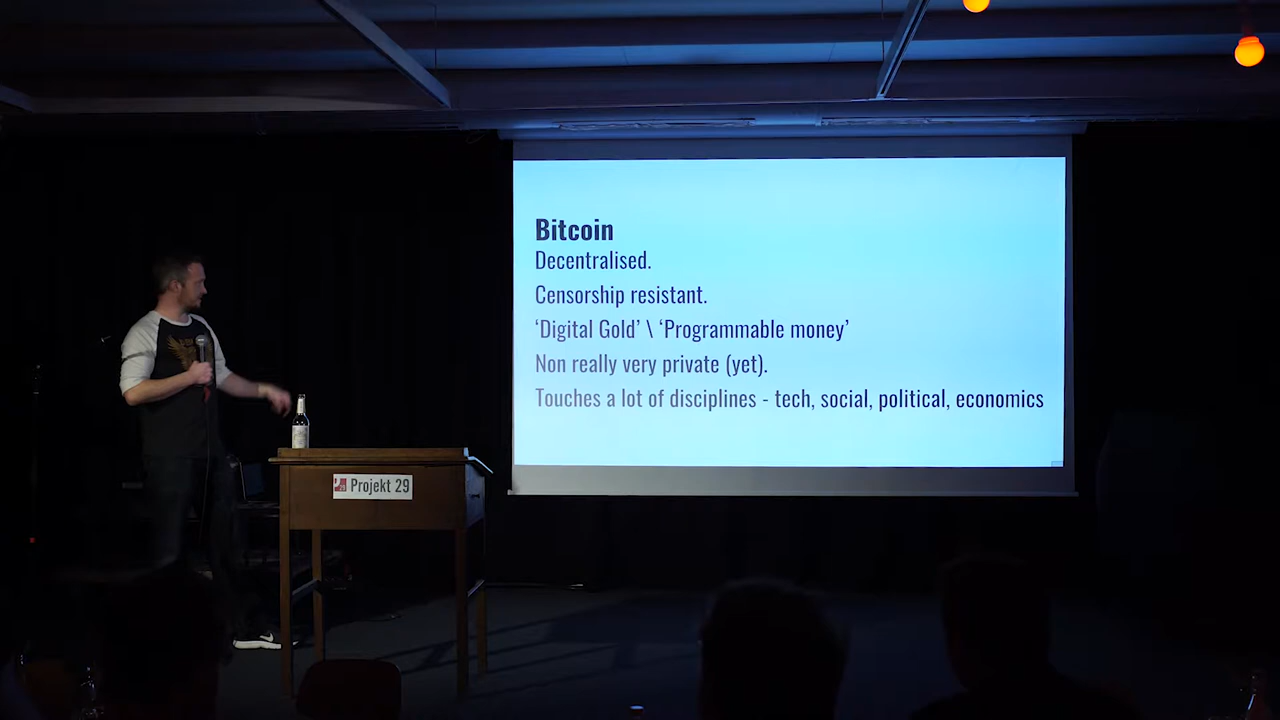 Bitcoin
Decentralised.
Censorship resistant.
‘Digital Gold’ \ ‘Programmable money’
Non really very private (yet).
Touches a lot of disciplines - tech, social, political, economics
Projekt 29